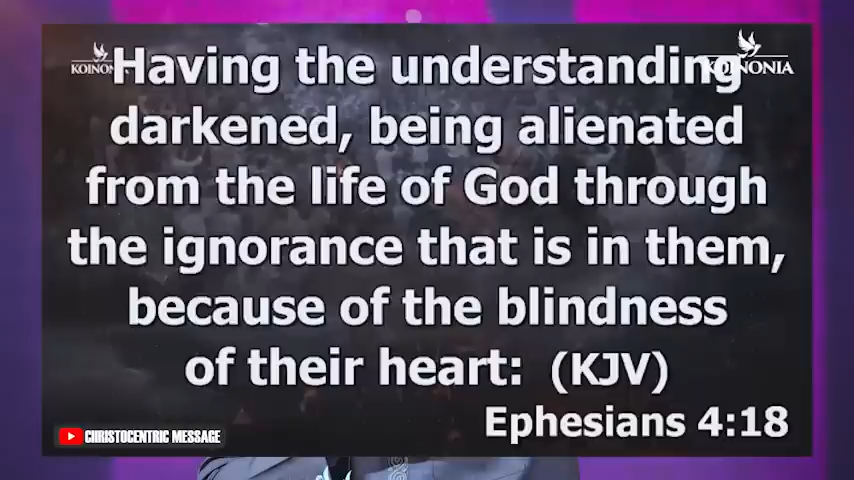 KOINONIA
Having the understanding
darkened, being alienated
from the life of God through
the ignorance that is in them,
because of the blindness
of their heart: (KJV)
Ephesians 4:18
CHRISTOCENTRIC MESSAGE